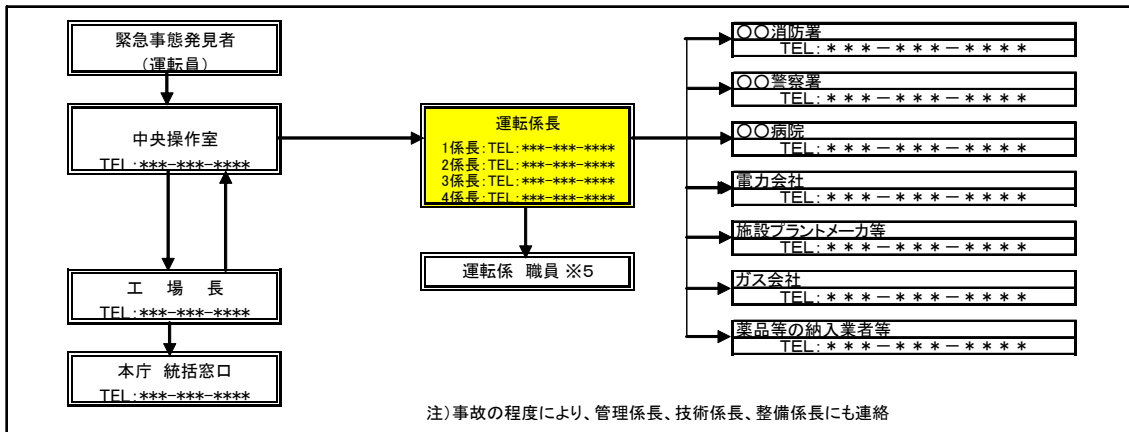 緊急事態発見者
(運転員)
中央操作室
TEL:***-***-****
工　場　長
TEL:***-***-****
本庁 統括窓口
TEL:***-***-****
運転係長
1係長:TEL:***-***-****
2係長:TEL:***-***-****
3係長:TEL:***-***-****
4係長:TEL:***-***-****
運転係 職員 ※5
〇〇消防署
TEL:＊＊＊－＊＊＊－＊＊＊＊
〇〇警察署
TEL:＊＊＊－＊＊＊－＊＊＊＊
〇〇病院
TEL:＊＊＊－＊＊＊－＊＊＊＊
電力会社
TEL:＊＊＊－＊＊＊－＊＊＊＊
施設プラントメーカ等
TEL:＊＊＊－＊＊＊－＊＊＊＊
ガス会社
TEL:＊＊＊－＊＊＊－＊＊＊＊
薬品等の納入業者等
TEL:＊＊＊－＊＊＊－＊＊＊＊
注)事故の程度により、管理係長、技術係長、整備係長にも連絡